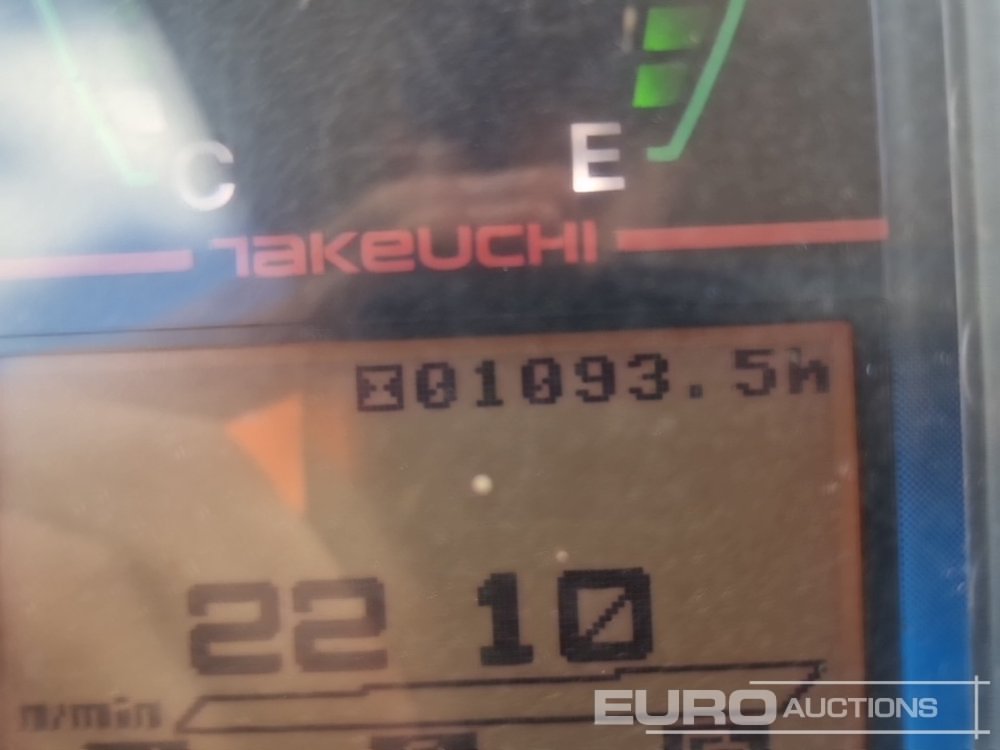 C E
TAKEUCHI
01093.5h
22 10
n/min
EURO AUCTIONS